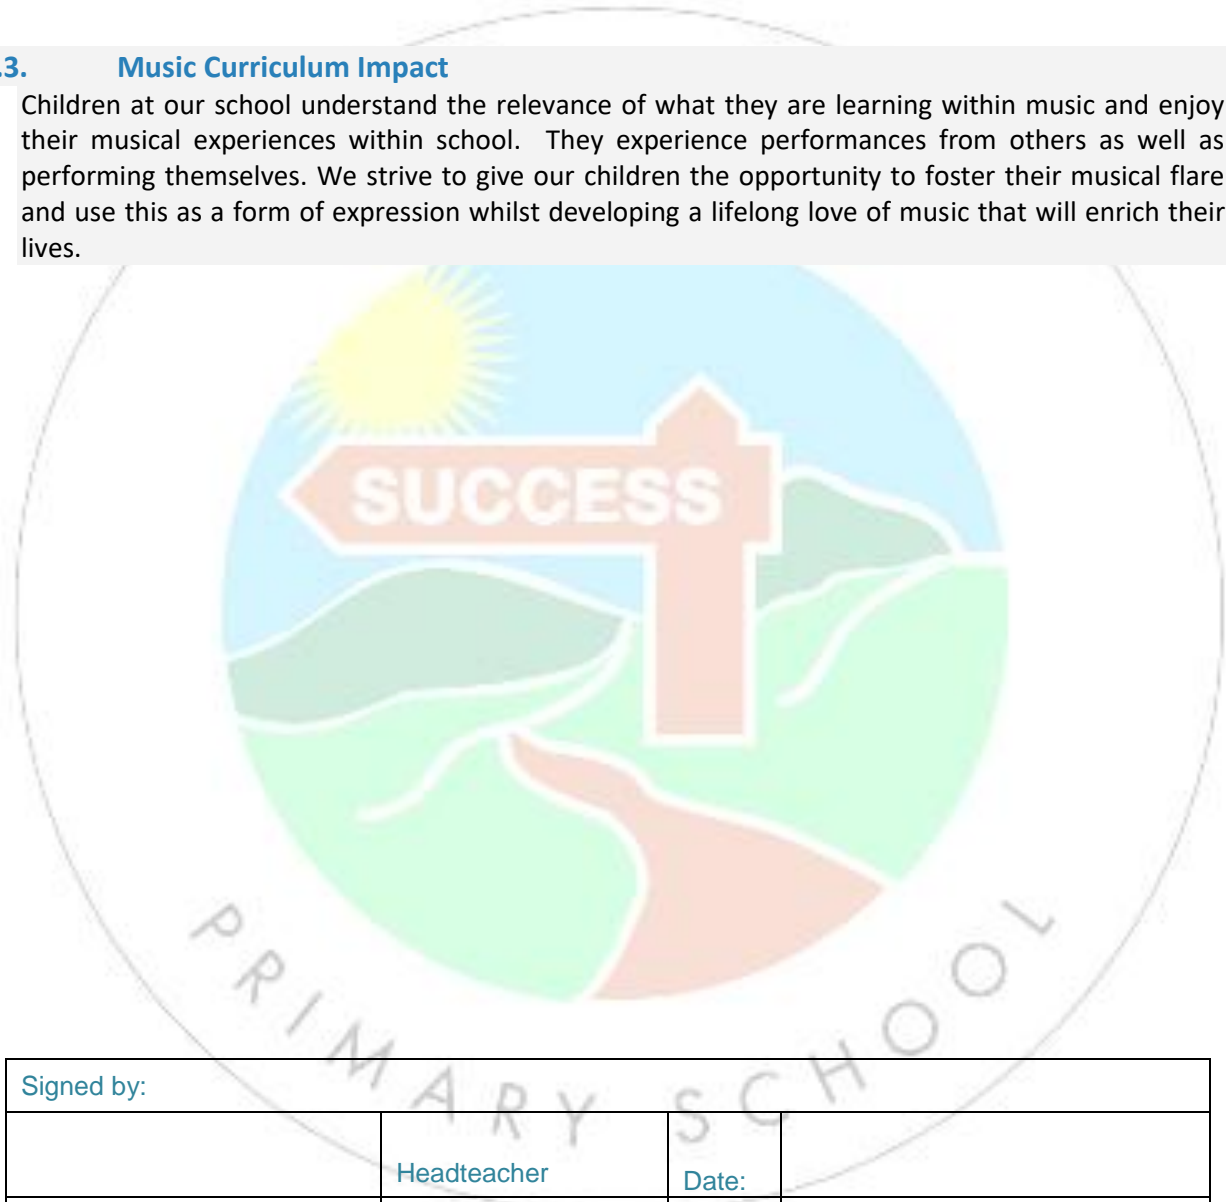 .3. Music Curriculum Impact
Children at our school understand the relevance of what they are learning within music and enjoy
their musical experiences within school. They experience performances from others as well as
performing themselves. We strive to give our children the opportunity to foster their musical flare
and use this as a form of expression whilst developing a lifelong love of music that will enrich their
lives.
SUCCESS
PRIMARY SCHOOL
Signed by:
Headteacher Date: